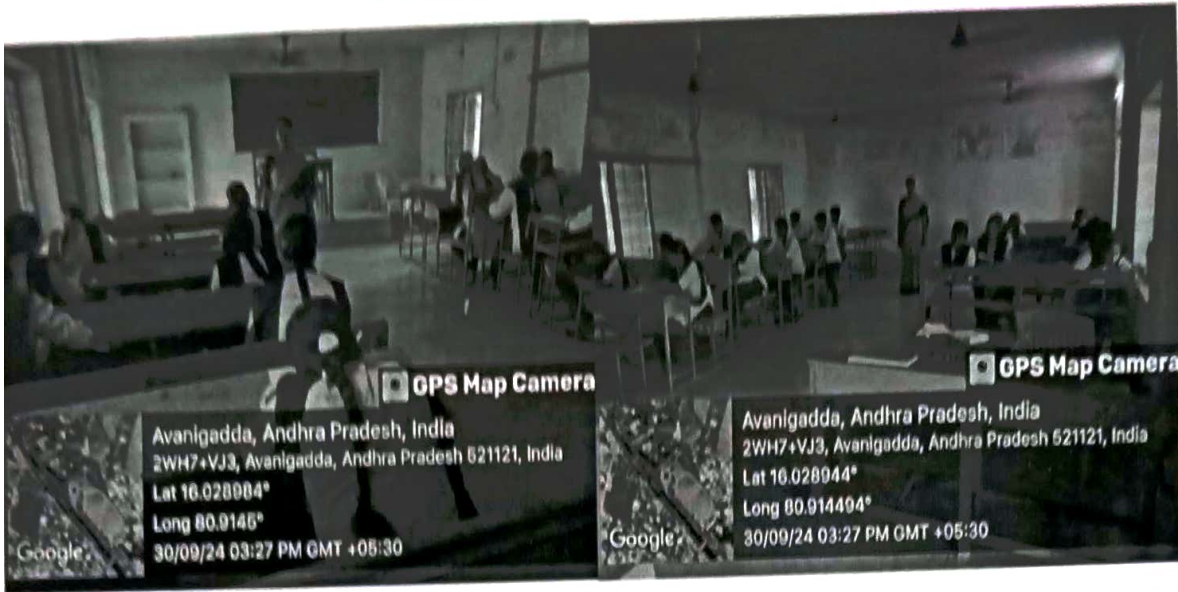 GPS Map Camera
Avanigadda, Andhra Pradesh, India
2WH7+VJ3, Avanigadda, Andhra Pradesh 521121, India
Lat 16.028984°
Long 80.9145°
30/09/24 03:27 PM GMT +05:30
Google
GPS Map Camera
Avanigadda, Andhra Pradesh, India
2WH7+VJ3, Avanigadda, Andhra Pradesh 521121, India
Lat 16.028944°
Long 80.914494°
30/09/24 03:27 PM GMT +05:30
Google